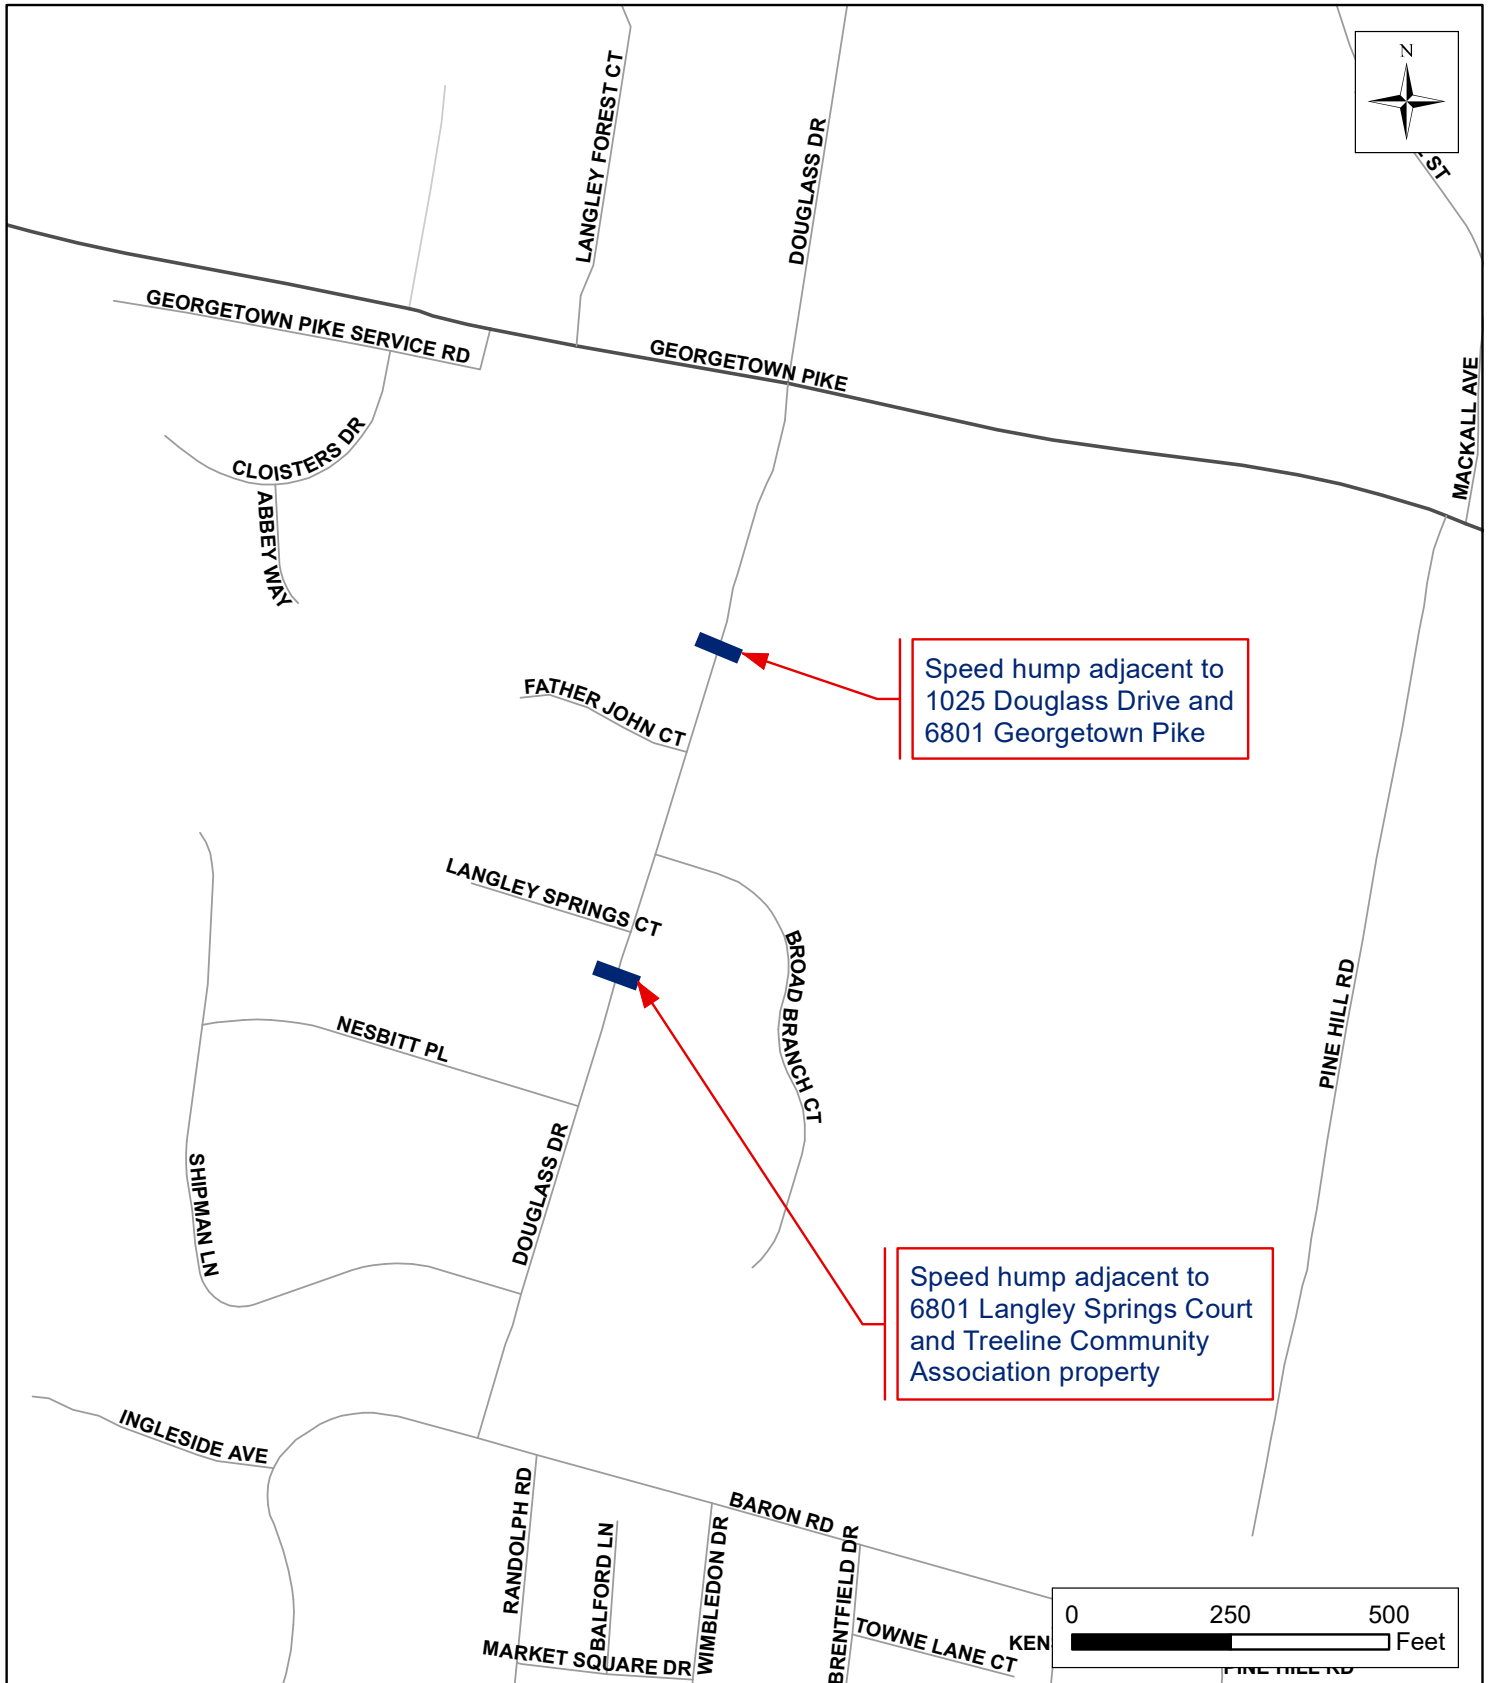 N
LANGLEY FOREST CT
DOUGLASS DR
ST
GEORGETOWN PIKE SERVICE RD
GEORGETOWN PIKE
MACKALL AVE
CLOISTERS DR
ABBEY WAY
Speed hump adjacent to
1025 Douglass Drive and
6801 Georgetown Pike
FATHER JOHN CT
LANGLEY SPRINGS CT
BROAD BRANCH CT
PINE HILL RD
NESBITT PL
DOUGLASS DR
SHIPMAN LN
Speed hump adjacent to
6801 Langley Springs Court
and Treeline Community
Association property
INGLESIDE AVE
RANDOLPH RD
BARON RD
BALFORD LN
WIMBLEDON DR
BRENTFIELD DR
MARKET SQUARE DR
TOWNE LANE CT
0 250 500
Feet
PINE HILL RD